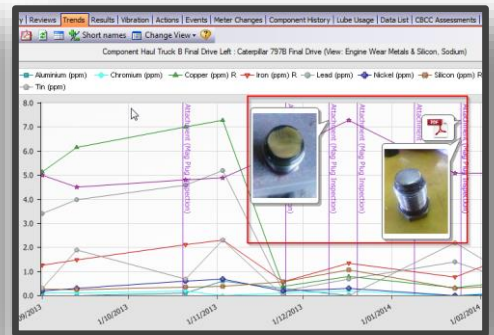 Reviews Trends Results Vibration Actions Events Meter Changes Component History Lube Usage Data List CBCC Assessments
Short names Change View
Component Haul Truck B Final Drive Left : Caterpillar 797B Final Drive (View: Engine Wear Metals & Silicon, Sodium)
Aluminium (ppm) Chromium (ppm) Copper (ppm) R Iron (ppm) R Lead (ppm) Nickel (ppm) Silicon (ppm) R
Tin (ppm)
8.0
7.0
6.0
5.0
4.0
3.0
2.0
1.0
0.0
Attachment (Mag Plug Inspection)
Attachment (Mag Plug Inspection)
Attachment (Mag Plug Inspection)
Attachment (Mag Plug Inspection)
PDF
09/2013
1/10/2013
1/11/2013
1/12/2013
1/01/2014
1/02/2014